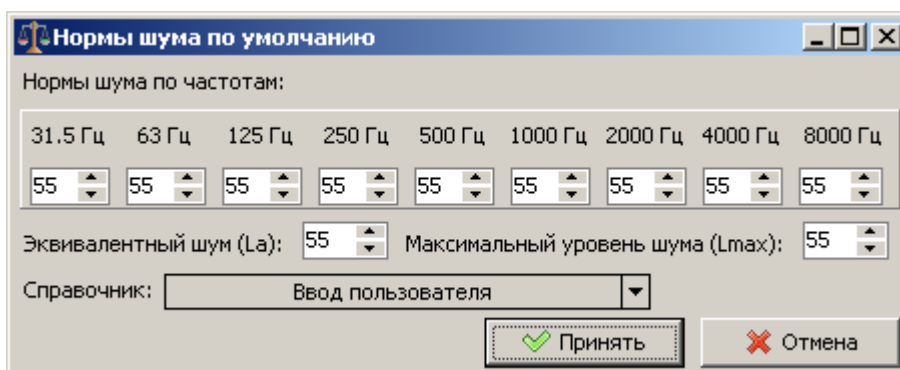 Нормы шума по умолчанию
Нормы шума по частотам:
31.5 Гц 63 Гц 125 Гц 250 Гц 500 Гц 1000 Гц 2000 Гц 4000 Гц 8000 Гц
55 55 55 55 55 55 55 55 55
Эквивалентный шум (La): 55 Максимальный уровень шума (Lmax): 55
Справочник: Ввод пользователя
Принять Отмена